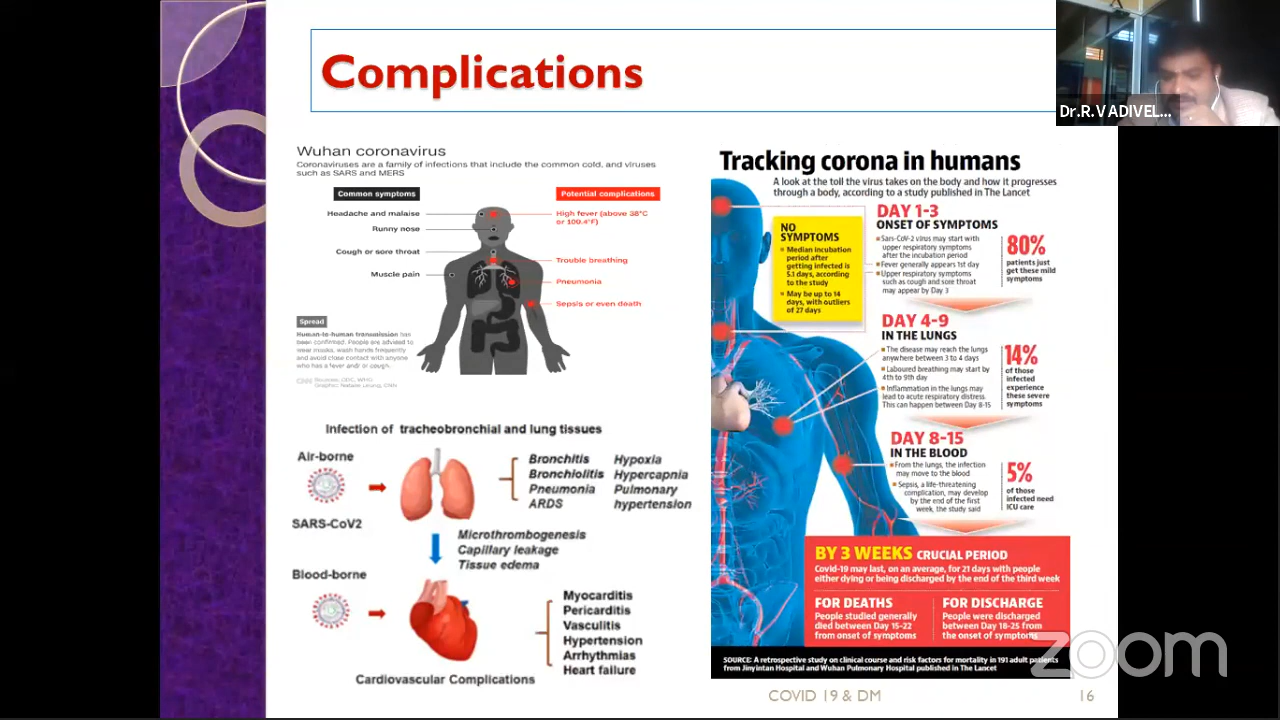 Complications
Dr.R.VADIVEL...
Wuhan coronavirus
Coronaviruses are a family of infections that include the common cold, and viruses
such as SARS and MERS
Common symptoms
Headache and malaise
Runny nose
Cough or sore throat
Muscle pain
Potential complications
High fever (above 38°C
or 100.4°F)
Trouble breathing
Pneumonia
Sepsis or even death
Spread
Human-to-human transmission has
been confirmed. People are advised to
wear masks, wash hands frequently
and avoid close contact with anyone
who has a fever and/or cough.
CNN Sources: CDC, WHO
Graphic: Natalie Leung, CNN
Infection of tracheobronchial and lung tissues
Air-borne
SARS-CoV2
Bronchitis Hypoxia
Bronchiolitis Hypercapnia
Pneumonia Pulmonary
ARDS hypertension
Microthrombogenesis
Capillary leakage
Tissue edema
Blood-borne
Myocarditis
Pericarditis
Vasculitis
Hypertension
Arrhythmias
Heart failure
Cardiovascular Complications
Tracking corona in humans
A look at the toll the virus takes on the body and how it progresses
through a body, according to a study published in The Lancet
NO
SYMPTOMS
Median incubation
period after
getting infected is
5.1 days, according
to the study
May be up to 14
days, with outliers
of 27 days
DAY 1-3
ONSET OF SYMPTOMS
Sars-CoV-2 virus may start with
upper respiratory symptoms
after the incubation period
Fever generally appears 1st day
Upper respiratory symptoms
such as cough and sore throat
may appear by Day 3
80%
patients just
get these mild
symptoms
DAY 4-9
IN THE LUNGS
The disease may reach the lungs
anywhere between 3 to 4 days
Laboured breathing may start by
4th to 9th day
Inflammation in the lungs may
lead to acute respiratory distress.
This can happen between Day 8-15
14%
of those
infected
experience
these severe
symptoms
DAY 8-15
IN THE BLOOD
From the lungs, the infection
may move to the blood
Sepsis, a life-threatening
complication, may develop
by the end of the first
week, the study said
5%
of those
infected need
ICU care
BY 3 WEEKS CRUCIAL PERIOD
Covid-19 may last, on an average, for 21 days with people
either dying or being discharged by the end of the third week
FOR DEATHS
People studied generally
died between Day 15-22
from onset of symptoms
FOR DISCHARGE
People were discharged
between Day 18-25 from
the onset of symptoms
SOURCE: A retrospective study on clinical course and risk factors for mortality in 191 adult patients
from Jinyintan Hospital and Wuhan Pulmonary Hospital published in The Lancet
zoom
COVID 19 & DM
16